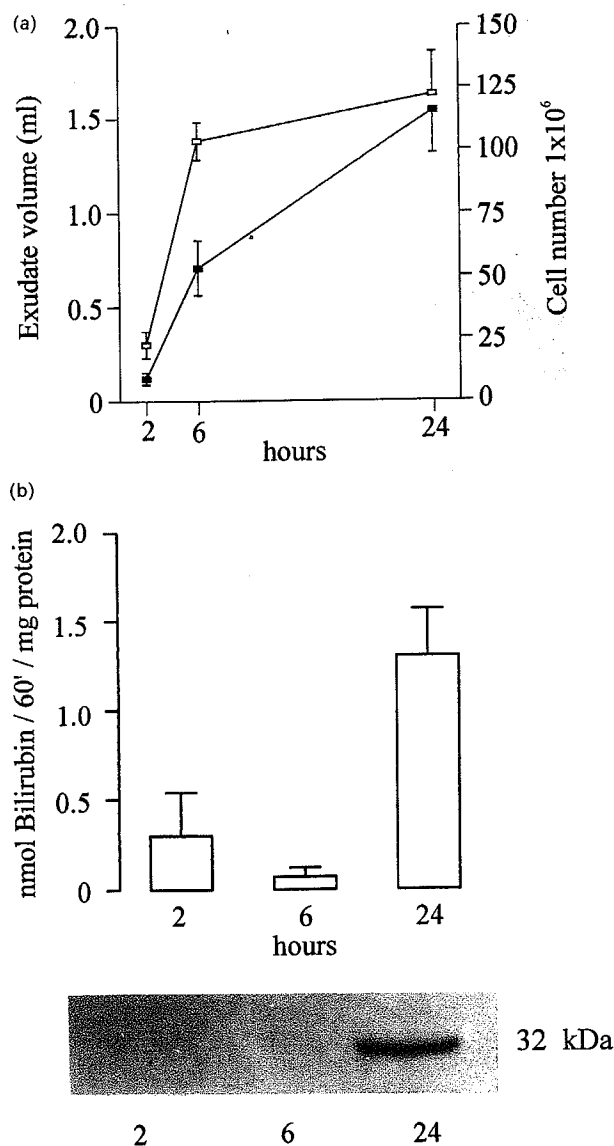 (a)
2.0
1.5
1.0
0.5
0
Exudate volume (ml)
150
125
100
75
50
25
0
Cell number 1x10⁶
2 6 24
hours
(b)
2.0
1.5
1.0
0.5
0
nmol Bilirubin / 60' / mg protein
2 6 24
hours
32 kDa
2 6 24